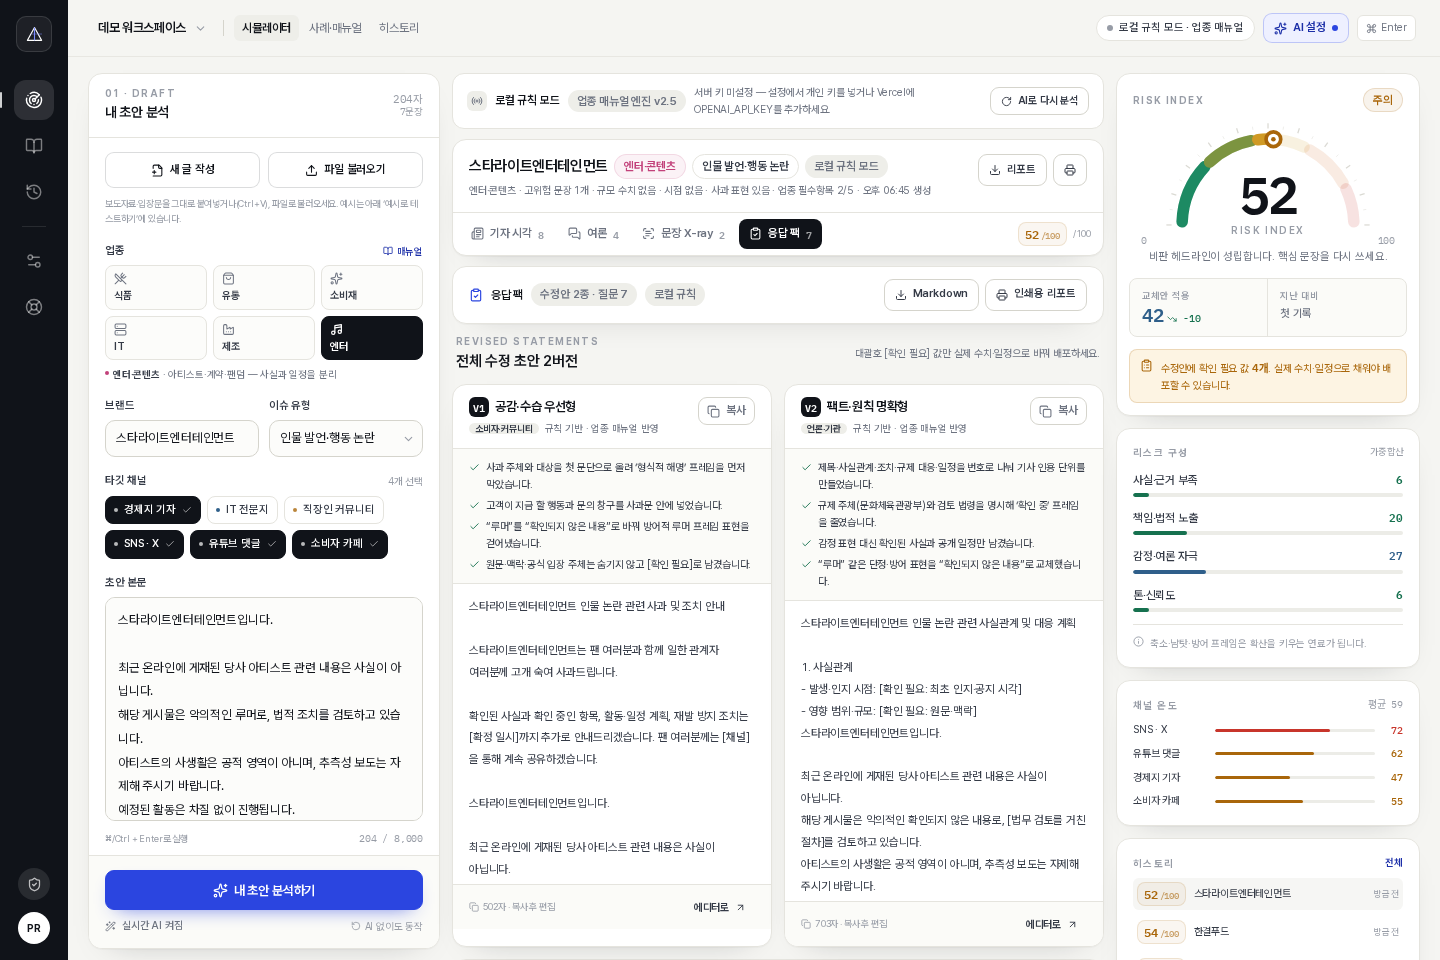 데모 워크스페이스
시뮬레이터
사례·매뉴얼
히스토리
로컬 규칙 모드 · 업종 매뉴얼
AI 설정
⌘ Enter
01 · DRAFT
내 초안 분석
204자
7문장
새 글 작성
파일 불러오기
보도자료·입장문을 그대로 붙여넣거나(Ctrl+V), 파일로 불러오세요. 예시는 아래 '예시로 테
스트하기'에 있습니다.
업종
매뉴얼
식품
유통
소비재
IT
제조
엔터
엔터·콘텐츠 · 아티스트·계약·팬덤 — 사실과 일정을 분리
브랜드
이슈 유형
스타라이트엔터테인먼트
인물 발언·행동 논란
타깃 채널
4개 선택
경제지 기자
IT 전문지
직장인 커뮤니티
SNS · X
유튜브 댓글
소비자 카페
초안 본문
스타라이트엔터테인먼트입니다.
최근 온라인에 게재된 당사 아티스트 관련 내용은 사실이 아
닙니다.
해당 게시물은 악의적인 루머로, 법적 조치를 검토하고 있습
니다.
아티스트의 사생활은 공적 영역이 아니며, 추측성 보도는 자
제해 주시기 바랍니다.
예정된 활동은 차질 없이 진행됩니다.
⌘/Ctrl + Enter로 실행
204 / 8,000
내 초안 분석하기
실시간 AI 켜짐
AI 없이도 동작
PR
로컬 규칙 모드
업종 매뉴얼 엔진 v2.5
서버 키 미설정 — 설정에서 개인 키를 넣거나 Vercel에
OPENAI_API_KEY를 추가하세요.
AI로 다시 분석
스타라이트엔터테인먼트
엔터·콘텐츠
인물 발언·행동 논란
로컬 규칙 모드
엔터·콘텐츠 · 고위험 문장 1개 · 규모 수치 없음 · 시점 없음 · 사과 표현 있음 · 업종 필수항목 2/5 · 오후 06:45 생성
리포트
기자 시각 8
여론 4
문장 X-ray 2
응답 팩 7
52 /100
/100
응답팩
수정안 2종 · 질문 7
로컬 규칙
Markdown
인쇄용 리포트
REVISED STATEMENTS
전체 수정 초안 2버전
대괄호 [확인 필요] 값만 실제 수치·일정으로 바꿔 배포하세요.
V1 공감·수습 우선형
소비자·커뮤니티
규칙 기반 · 업종 매뉴얼 반영
복사
사과 주체와 대상을 첫 문단으로 올려 '형식적 해명' 프레임을 먼저
막았습니다.
고객이 지금 할 행동과 문의 창구를 사과문 안에 넣었습니다.
"루머"를 "확인되지 않은 내용"로 바꿔 방어적 루머 프레임 표현을
걷어냈습니다.
원문·맥락·공식 입장 주체는 숨기지 않고 [확인 필요]로 남겼습니다.
스타라이트엔터테인먼트 인물 논란 관련 사과 및 조치 안내
스타라이트엔터테인먼트는 팬 여러분과 함께 일한 관계자
여러분께 고개 숙여 사과드립니다.
확인된 사실과 확인 중인 항목, 활동·일정 계획, 재발 방지 조치는
[확정 일시]까지 추가로 안내드리겠습니다. 팬 여러분께는 [채널]
을 통해 계속 공유하겠습니다.
스타라이트엔터테인먼트입니다.
최근 온라인에 게재된 당사 아티스트 관련 내용은 사실이
아닙니다.
502자 · 복사후 편집
에디터로
V2 팩트·원칙 명확형
언론·기관
규칙 기반 · 업종 매뉴얼 반영
복사
제목·사실관계·조치·규제 대응·일정을 번호로 나눠 기사 인용 단위를
만들었습니다.
규제 주체(문화체육관광부)와 검토 법령을 명시해 '확인 중' 프레임
을 줄였습니다.
감정 표현 대신 확인된 사실과 공개 일정만 남겼습니다.
"루머" 같은 단정·방어 표현을 "확인되지 않은 내용"로 교체했습니
다.
스타라이트엔터테인먼트 인물 논란 관련 사실관계 및 대응 계획
1. 사실관계
- 발생·인지 시점: [확인 필요: 최초 인지·공지 시각]
- 영향 범위·규모: [확인 필요: 원문·맥락]
스타라이트엔터테인먼트입니다.
최근 온라인에 게재된 당사 아티스트 관련 내용은 사실이
아닙니다.
해당 게시물은 악의적인 확인되지 않은 내용로, [법무 검토를 거친
절차]를 검토하고 있습니다.
아티스트의 사생활은 공적 영역이 아니며, 추측성 보도는 자제해
주시기 바랍니다.
703자 · 복사후 편집
에디터로
RISK INDEX
주의
52
RISK INDEX
0
100
비판 헤드라인이 성립합니다. 핵심 문장을 다시 쓰세요.
교체안 적용
42 -10
지난 대비
첫 기록
수정안에 확인 필요 값 4개. 실제 수치·일정으로 채워야 배
포할 수 있습니다.
리스크 구성
가중합산
사실·근거 부족 6
책임·법적 노출 20
감정·여론 자극 27
톤·신뢰도 6
축소·남탓·방어 프레임은 확산을 키우는 연료가 됩니다.
채널 온도
평균 59
SNS · X 72
유튜브 댓글 62
경제지 기자 47
소비자 카페 55
히스토리
전체
52 /100 스타라이트엔터테인먼트 방금 전
54 /100 한결푸드 방금 전